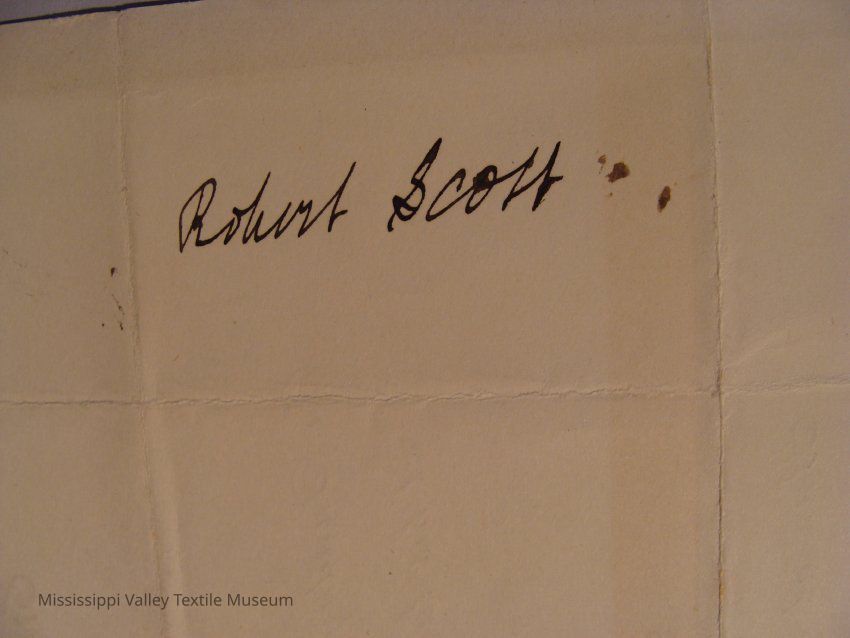 Robert Scott
Mississippi Valley Textile Museum